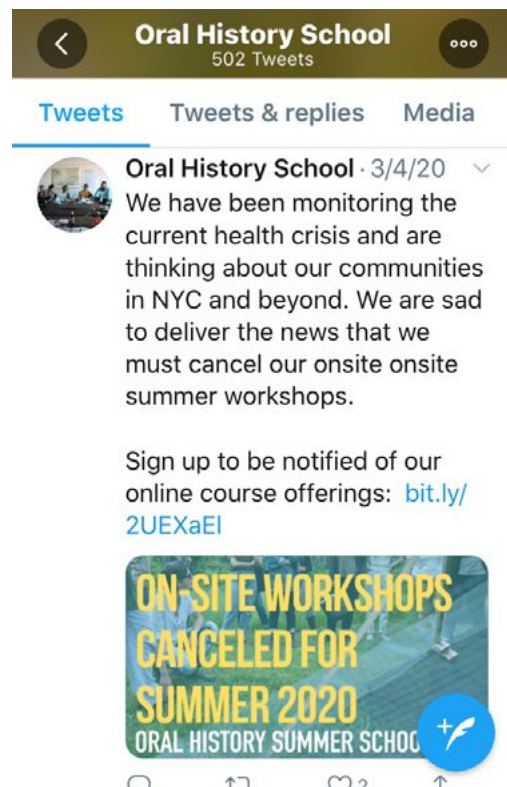 Oral History School
502 Tweets
Tweets Tweets & replies Media
Oral History School · 3/4/20
We have been monitoring the
current health crisis and are
thinking about our communities
in NYC and beyond. We are sad
to deliver the news that we
must cancel our onsite onsite
summer workshops.
Sign up to be notified of our
online course offerings: bit.ly/
2UEXaEl
ON-SITE WORKSHOPS
CANCELED FOR
SUMMER 2020
ORAL HISTORY SUMMER SCHOO
2